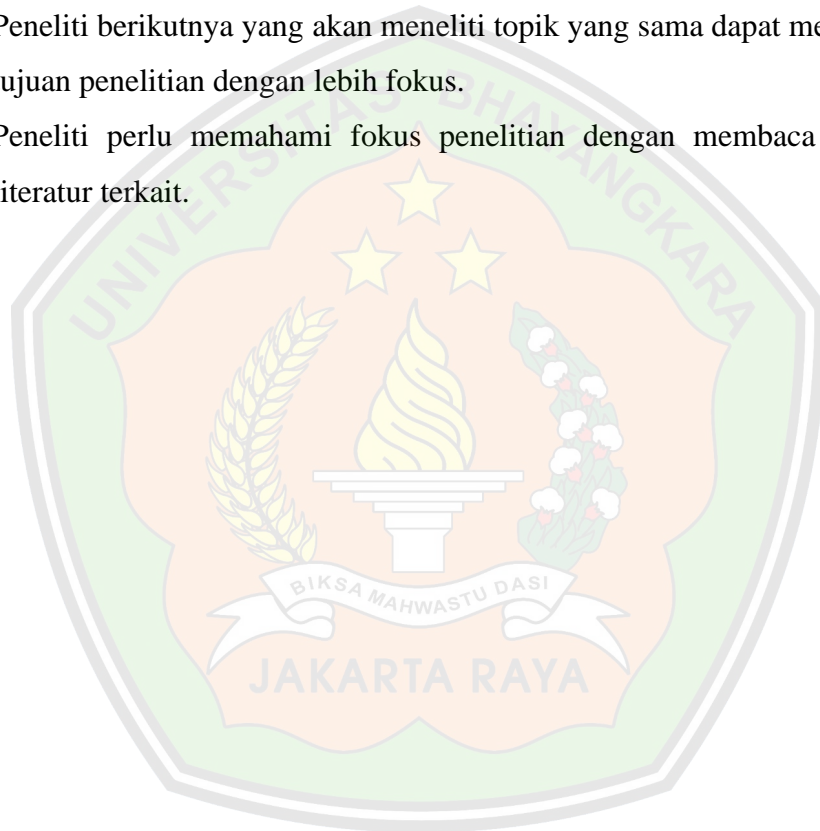 Peneliti berikutnya yang akan meneliti topik yang sama dapat
ujuan penelitian dengan lebih fokus.
Peneliti perlu memahami fokus penelitian dengan membaca
iteratur terkait.
UNIVERSITAS BHAYANGKARA
BIKSA MAHWASTU DASI
JAKARTA RAYA